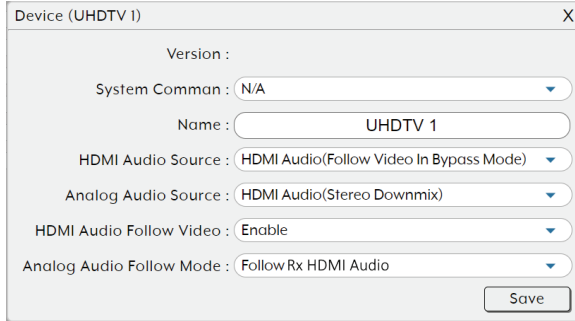 Device (UHDTV 1) X
Version :
System Comman : N/A
Name : UHDTV 1
HDMI Audio Source : HDMI Audio(Follow Video In Bypass Mode)
Analog Audio Source : HDMI Audio(Stereo Downmix)
HDMI Audio Follow Video : Enable
Analog Audio Follow Mode : Follow Rx HDMI Audio
Save